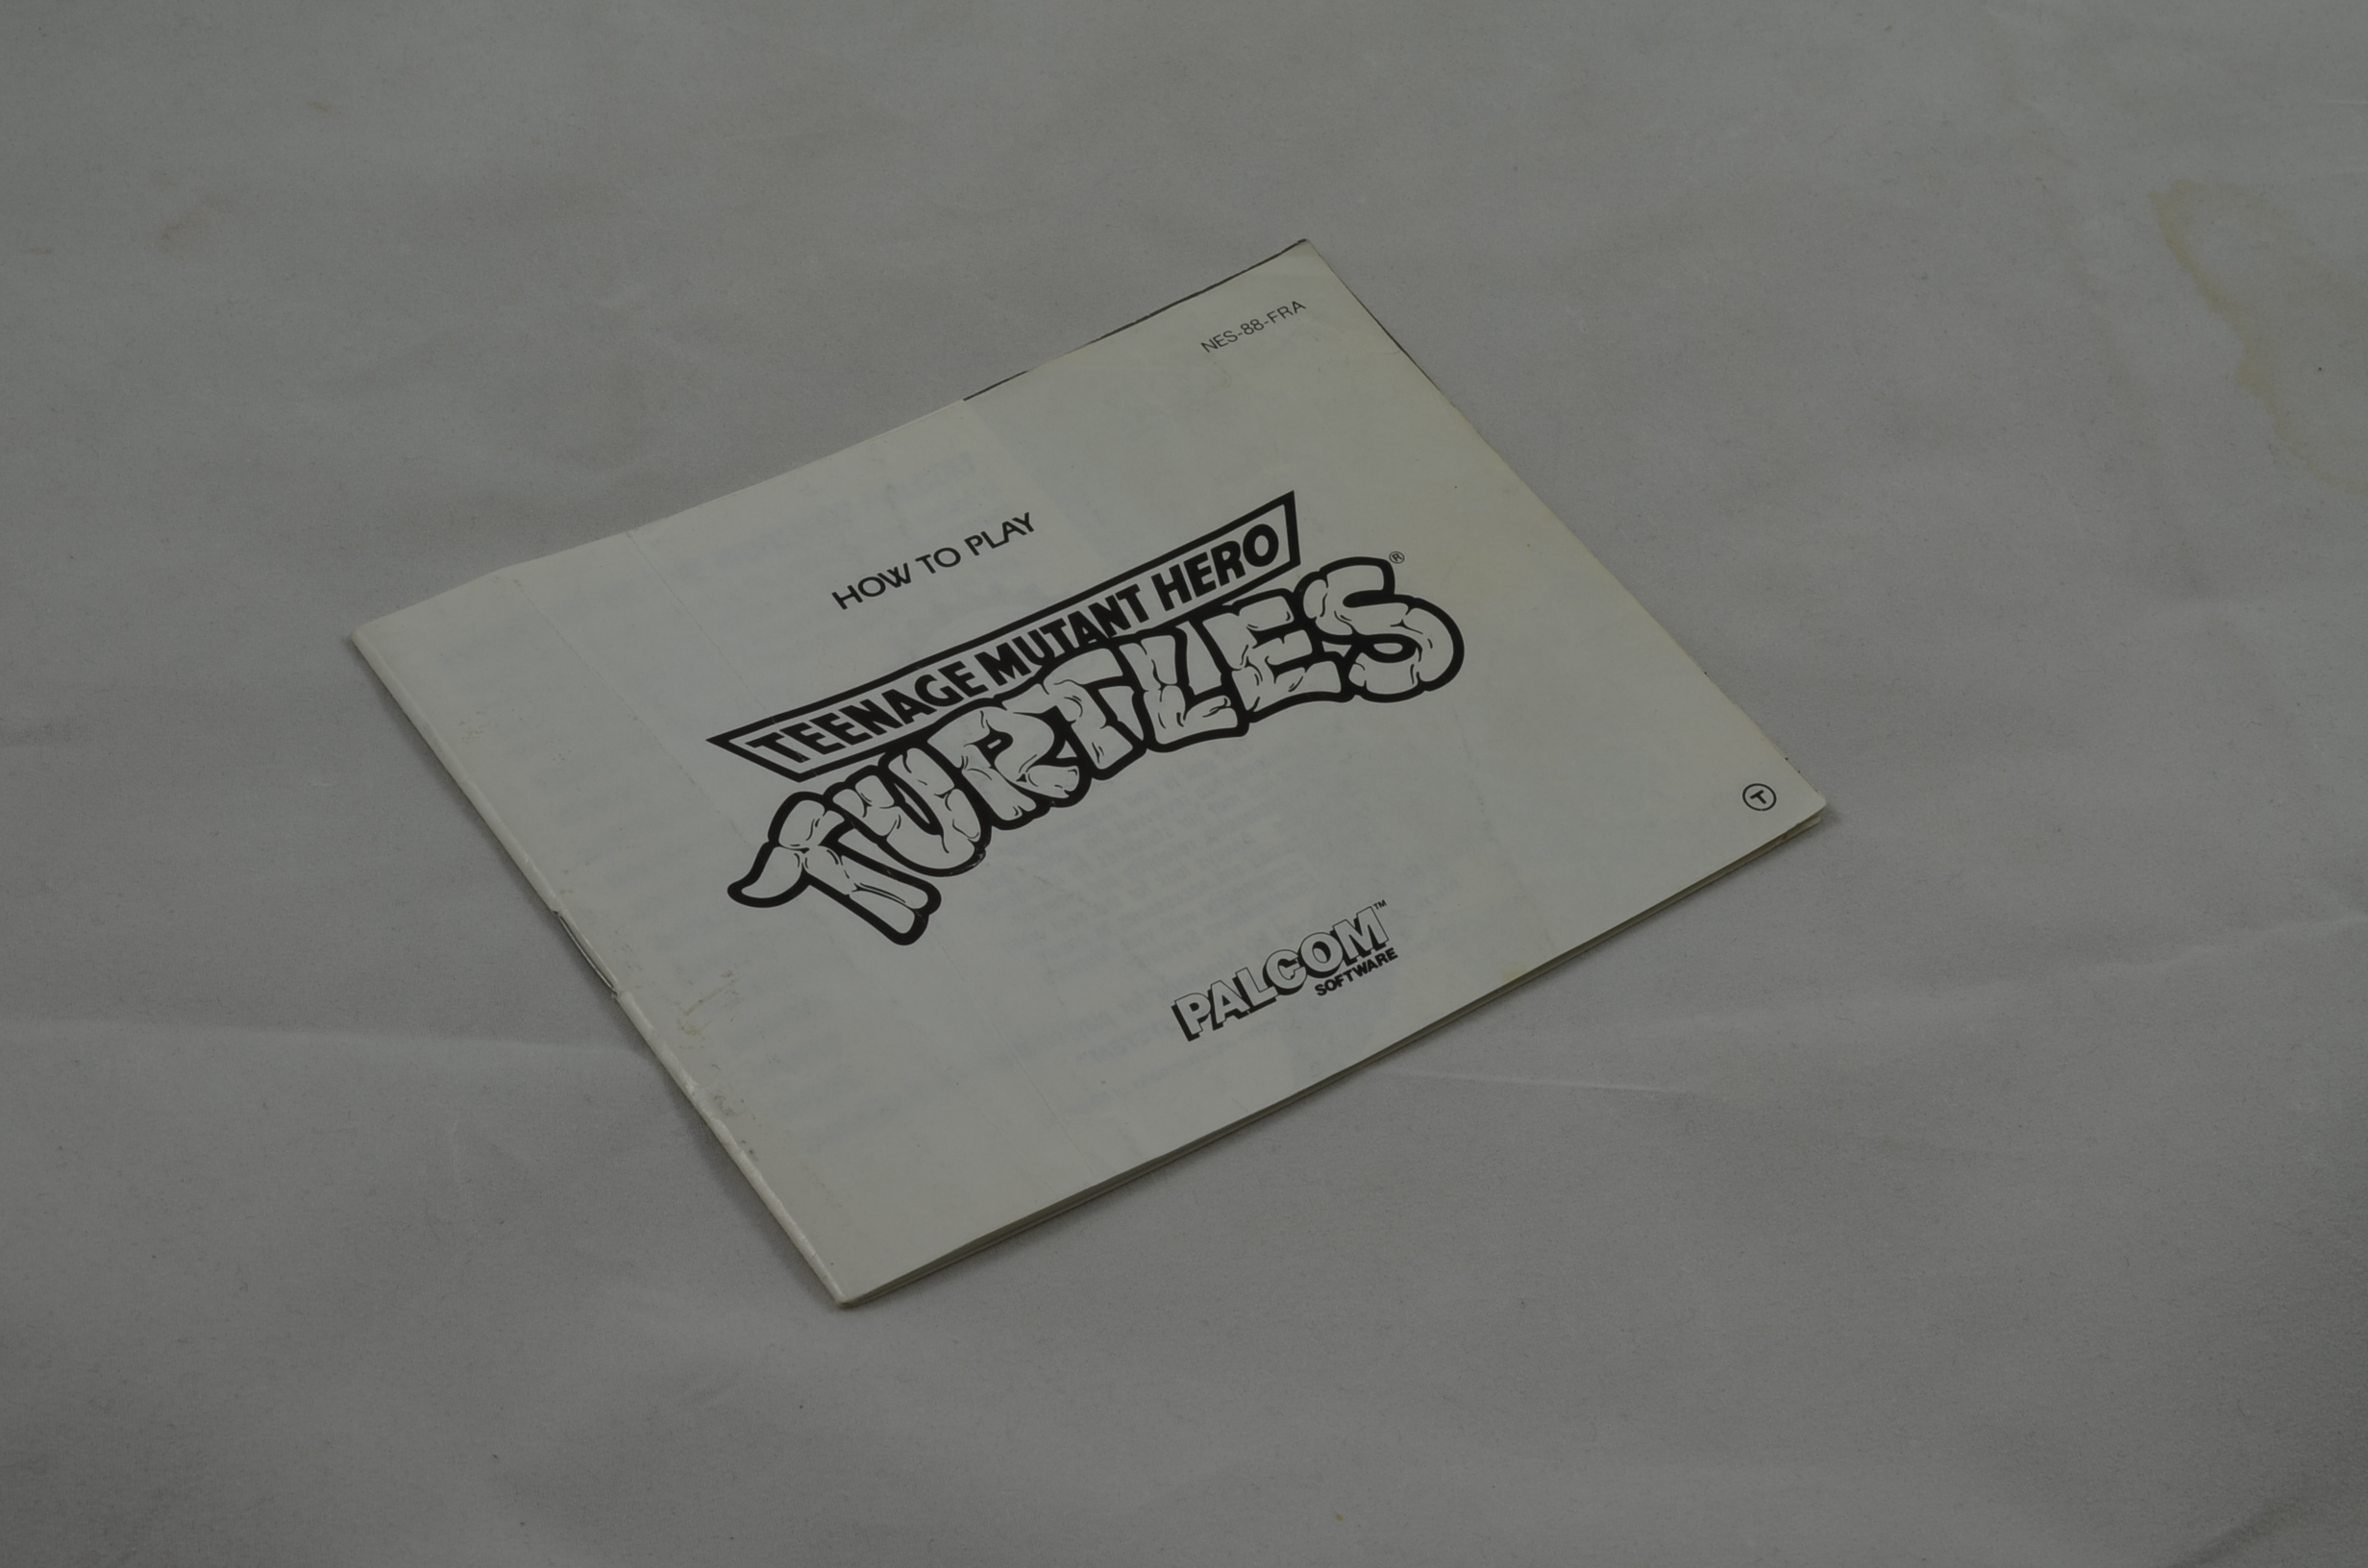 NES-88-FRA
HOW TO PLAY
TEENAGE MUTANT HERO
TURTLES®
T
PALCOM™
SOFTWARE